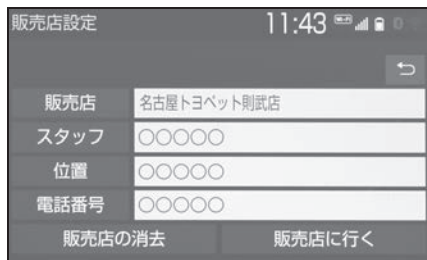 販売店設定 11:43 Wi-Fi
販売店 名古屋トヨペット則武店
スタッフ ○○○○○
位置 ○○○○○
電話番号 ○○○○○
販売店の消去 販売店に行く